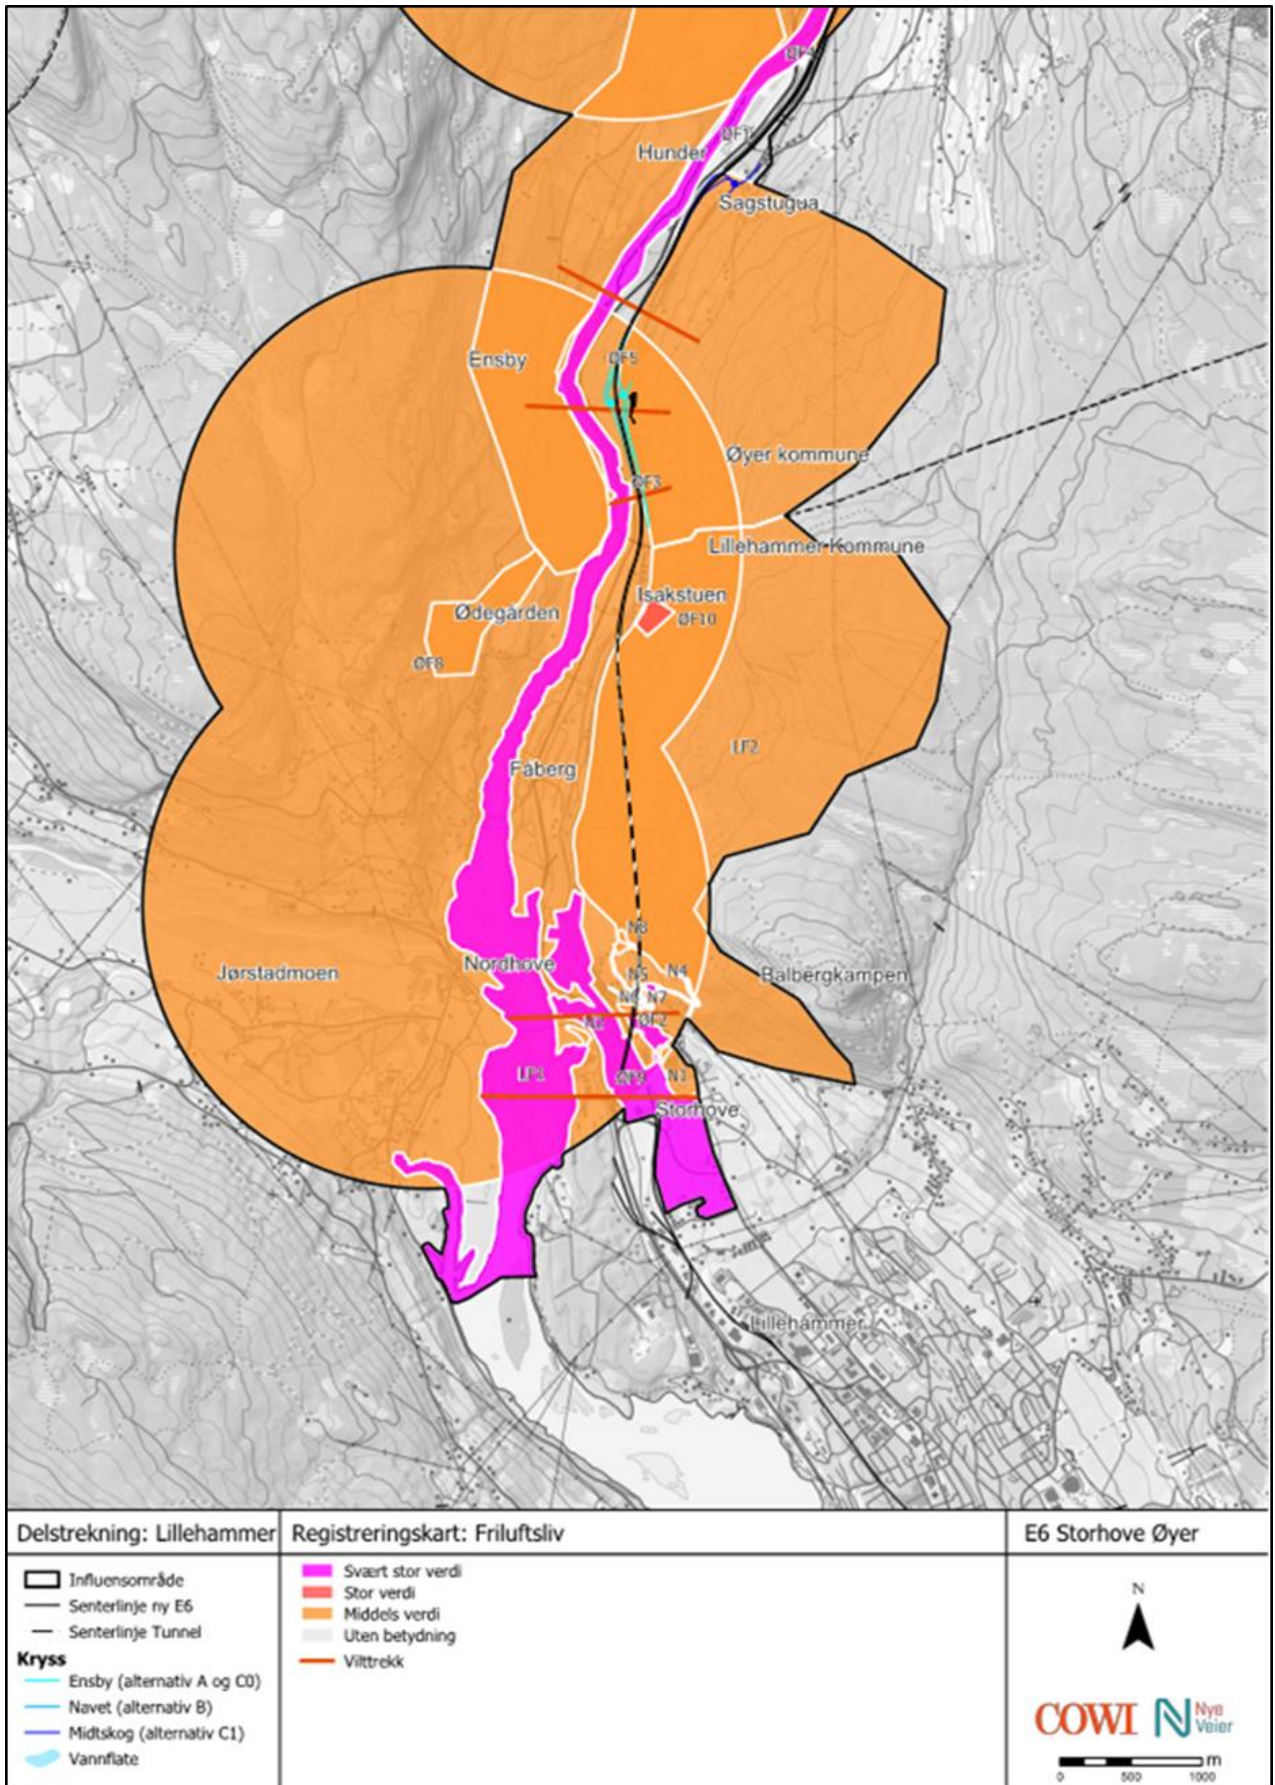 ØF4
ØF1
Hunder
Sagstugua
Ensby
ØF5
Øyer kommune
ØF3
Lillehammer Kommune
Isakstuen
Ødegården
ØF10
ØF8
LF2
Fåberg
N8
Jørstadmoen
Nordhove
N5
N4
Balbergkampen
N7
ØF2
LF1
ØF9
N1
Storhove
Lillehammer
Delstrekning: Lillehammer
Influensområde
Senterlinje ny E6
Senterlinje Tunnel
Kryss
Ensby (alternativ A og C0)
Navet (alternativ B)
Midtskog (alternativ C1)
Vannflate
Registreringskart: Friluftsliv
Svært stor verdi
Stor verdi
Middels verdi
Uten betydning
Vilttrekk
E6 Storhove Øyer
N
COWI
Nye
Veier
m
0 500 1000